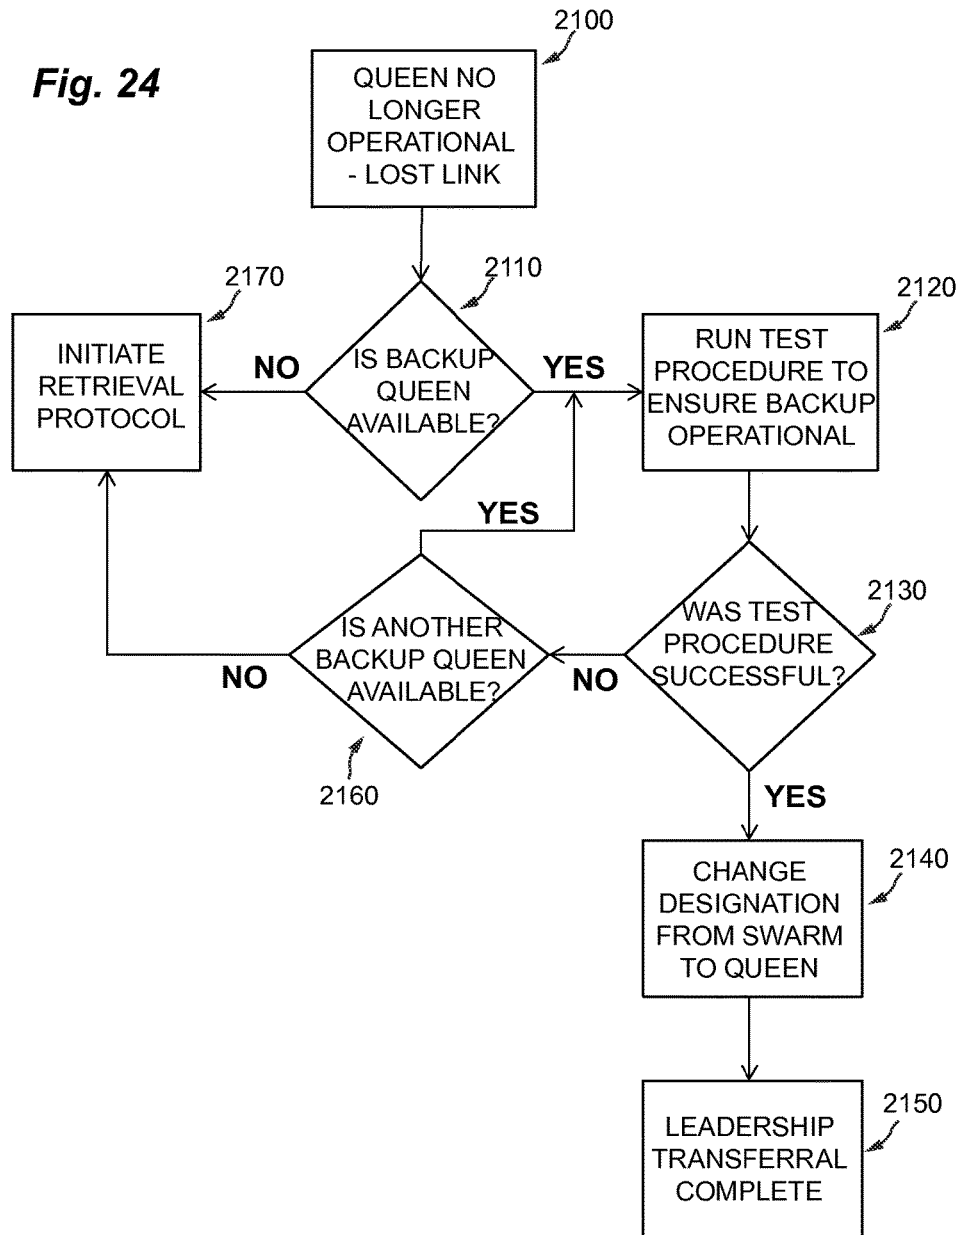 Fig. 24
2100
QUEEN NO
LONGER
OPERATIONAL
- LOST LINK
2110
IS BACKUP
QUEEN
AVAILABLE?
NO
YES
2170
INITIATE
RETRIEVAL
PROTOCOL
2120
RUN TEST
PROCEDURE TO
ENSURE BACKUP
OPERATIONAL
2130
WAS TEST
PROCEDURE
SUCCESSFUL?
NO
YES
IS ANOTHER
BACKUP QUEEN
AVAILABLE?
2160
YES
NO
2140
CHANGE
DESIGNATION
FROM SWARM
TO QUEEN
2150
LEADERSHIP
TRANSFERRAL
COMPLETE